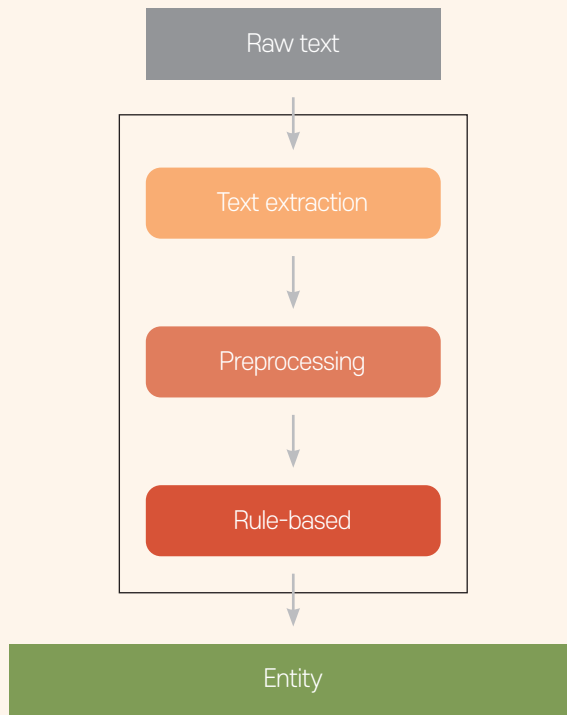 Raw text
Text extraction
Preprocessing
Rule-based
Entity